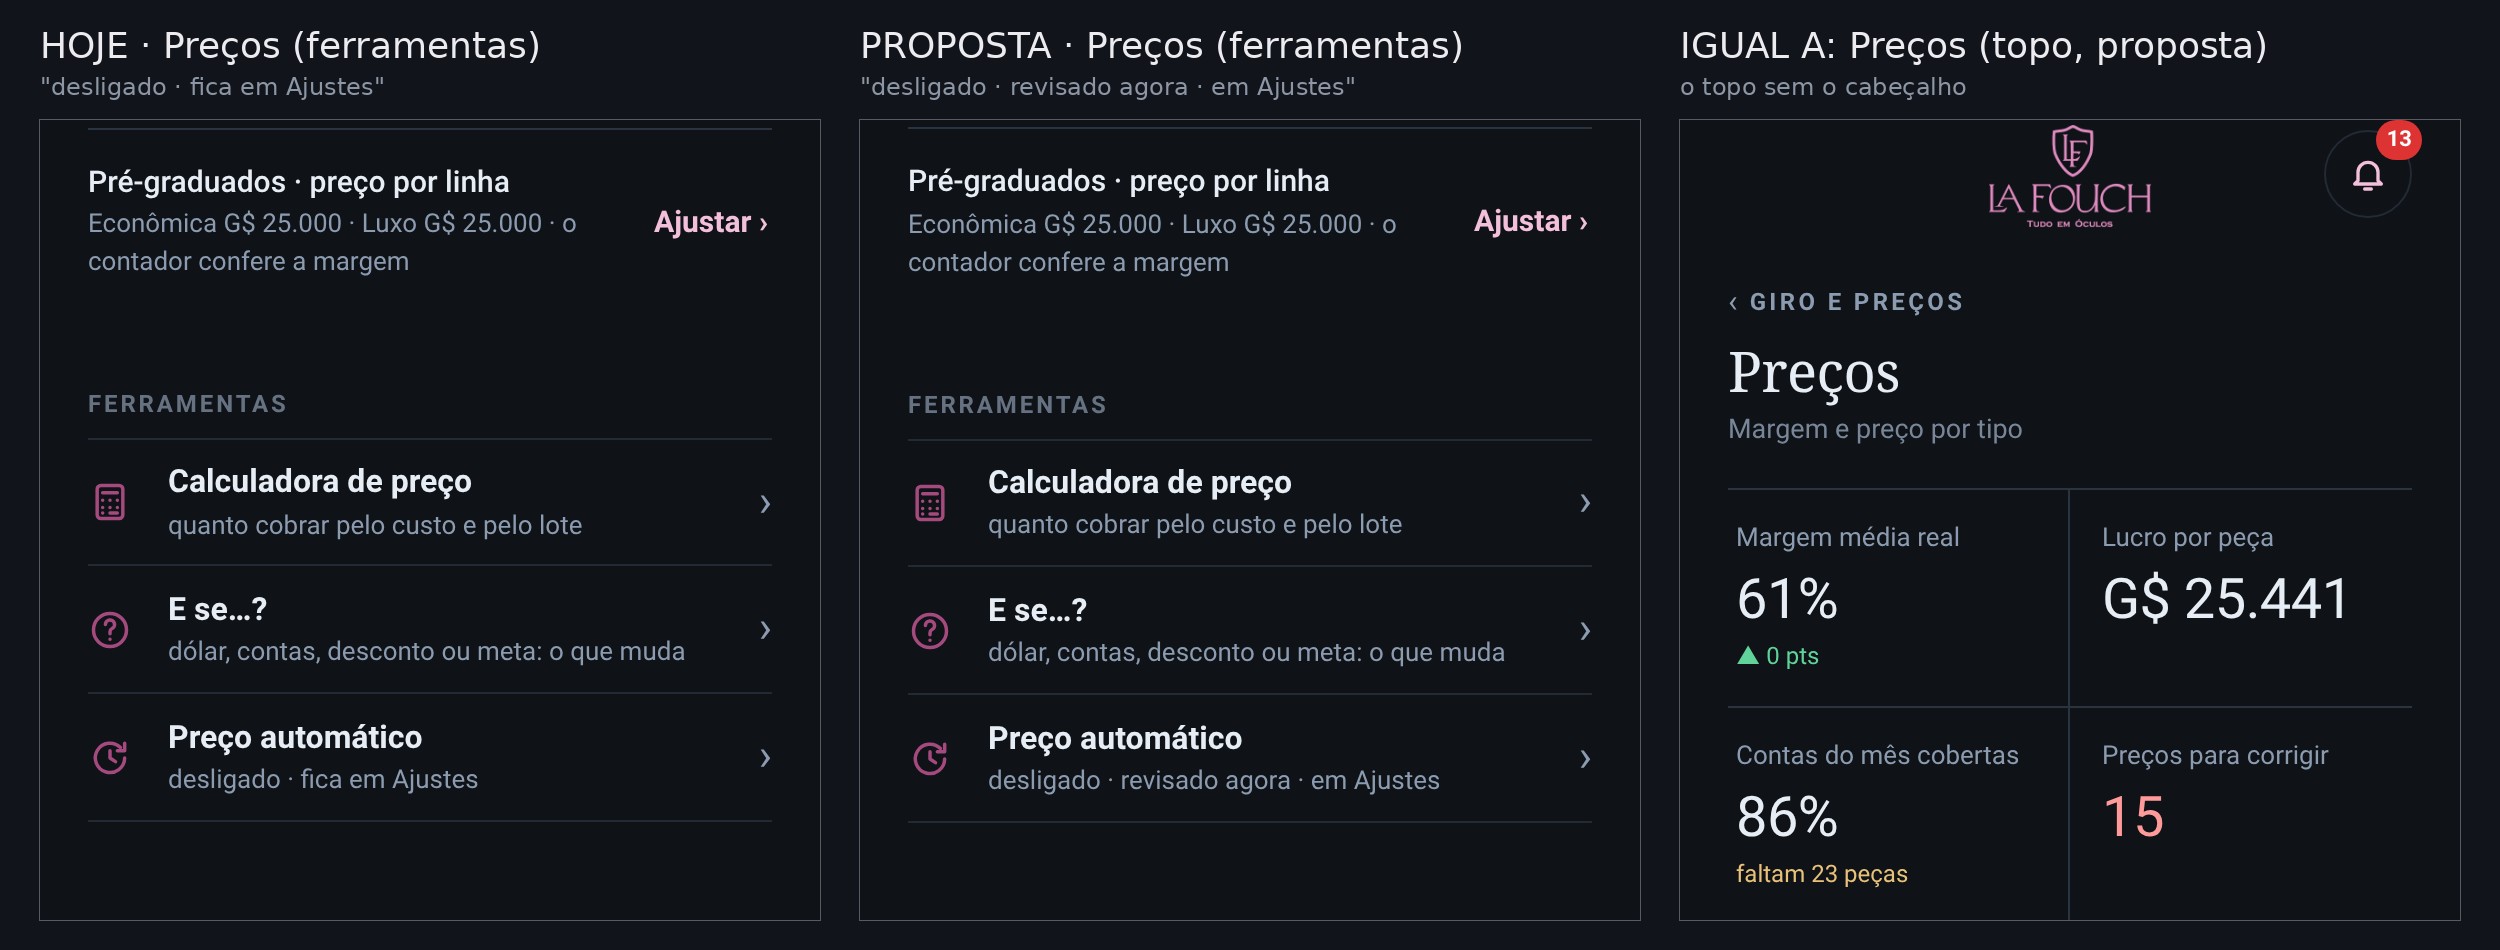 HOJE · Preços (ferramentas)
"desligado · fica em Ajustes"
Pré-graduados · preço por linha
Econômica G$ 25.000 · Luxo G$ 25.000 · o
contador confere a margem
Ajustar ›
FERRAMENTAS
Calculadora de preço
quanto cobrar pelo custo e pelo lote
›
E se...?
dólar, contas, desconto ou meta: o que muda
›
Preço automático
desligado · fica em Ajustes
›
PROPOSTA · Preços (ferramentas)
"desligado · revisado agora · em Ajustes"
Pré-graduados · preço por linha
Econômica G$ 25.000 · Luxo G$ 25.000 · o
contador confere a margem
Ajustar ›
FERRAMENTAS
Calculadora de preço
quanto cobrar pelo custo e pelo lote
›
E se...?
dólar, contas, desconto ou meta: o que muda
›
Preço automático
desligado · revisado agora · em Ajustes
›
IGUAL A: Preços (topo, proposta)
o topo sem o cabeçalho
LF
LA FOUCH
TUDO EM ÓCULOS
13
‹ GIRO E PREÇOS
Preços
Margem e preço por tipo
Margem média real
61%
▲ 0 pts
Lucro por peça
G$ 25.441
Contas do mês cobertas
86%
faltam 23 peças
Preços para corrigir
15